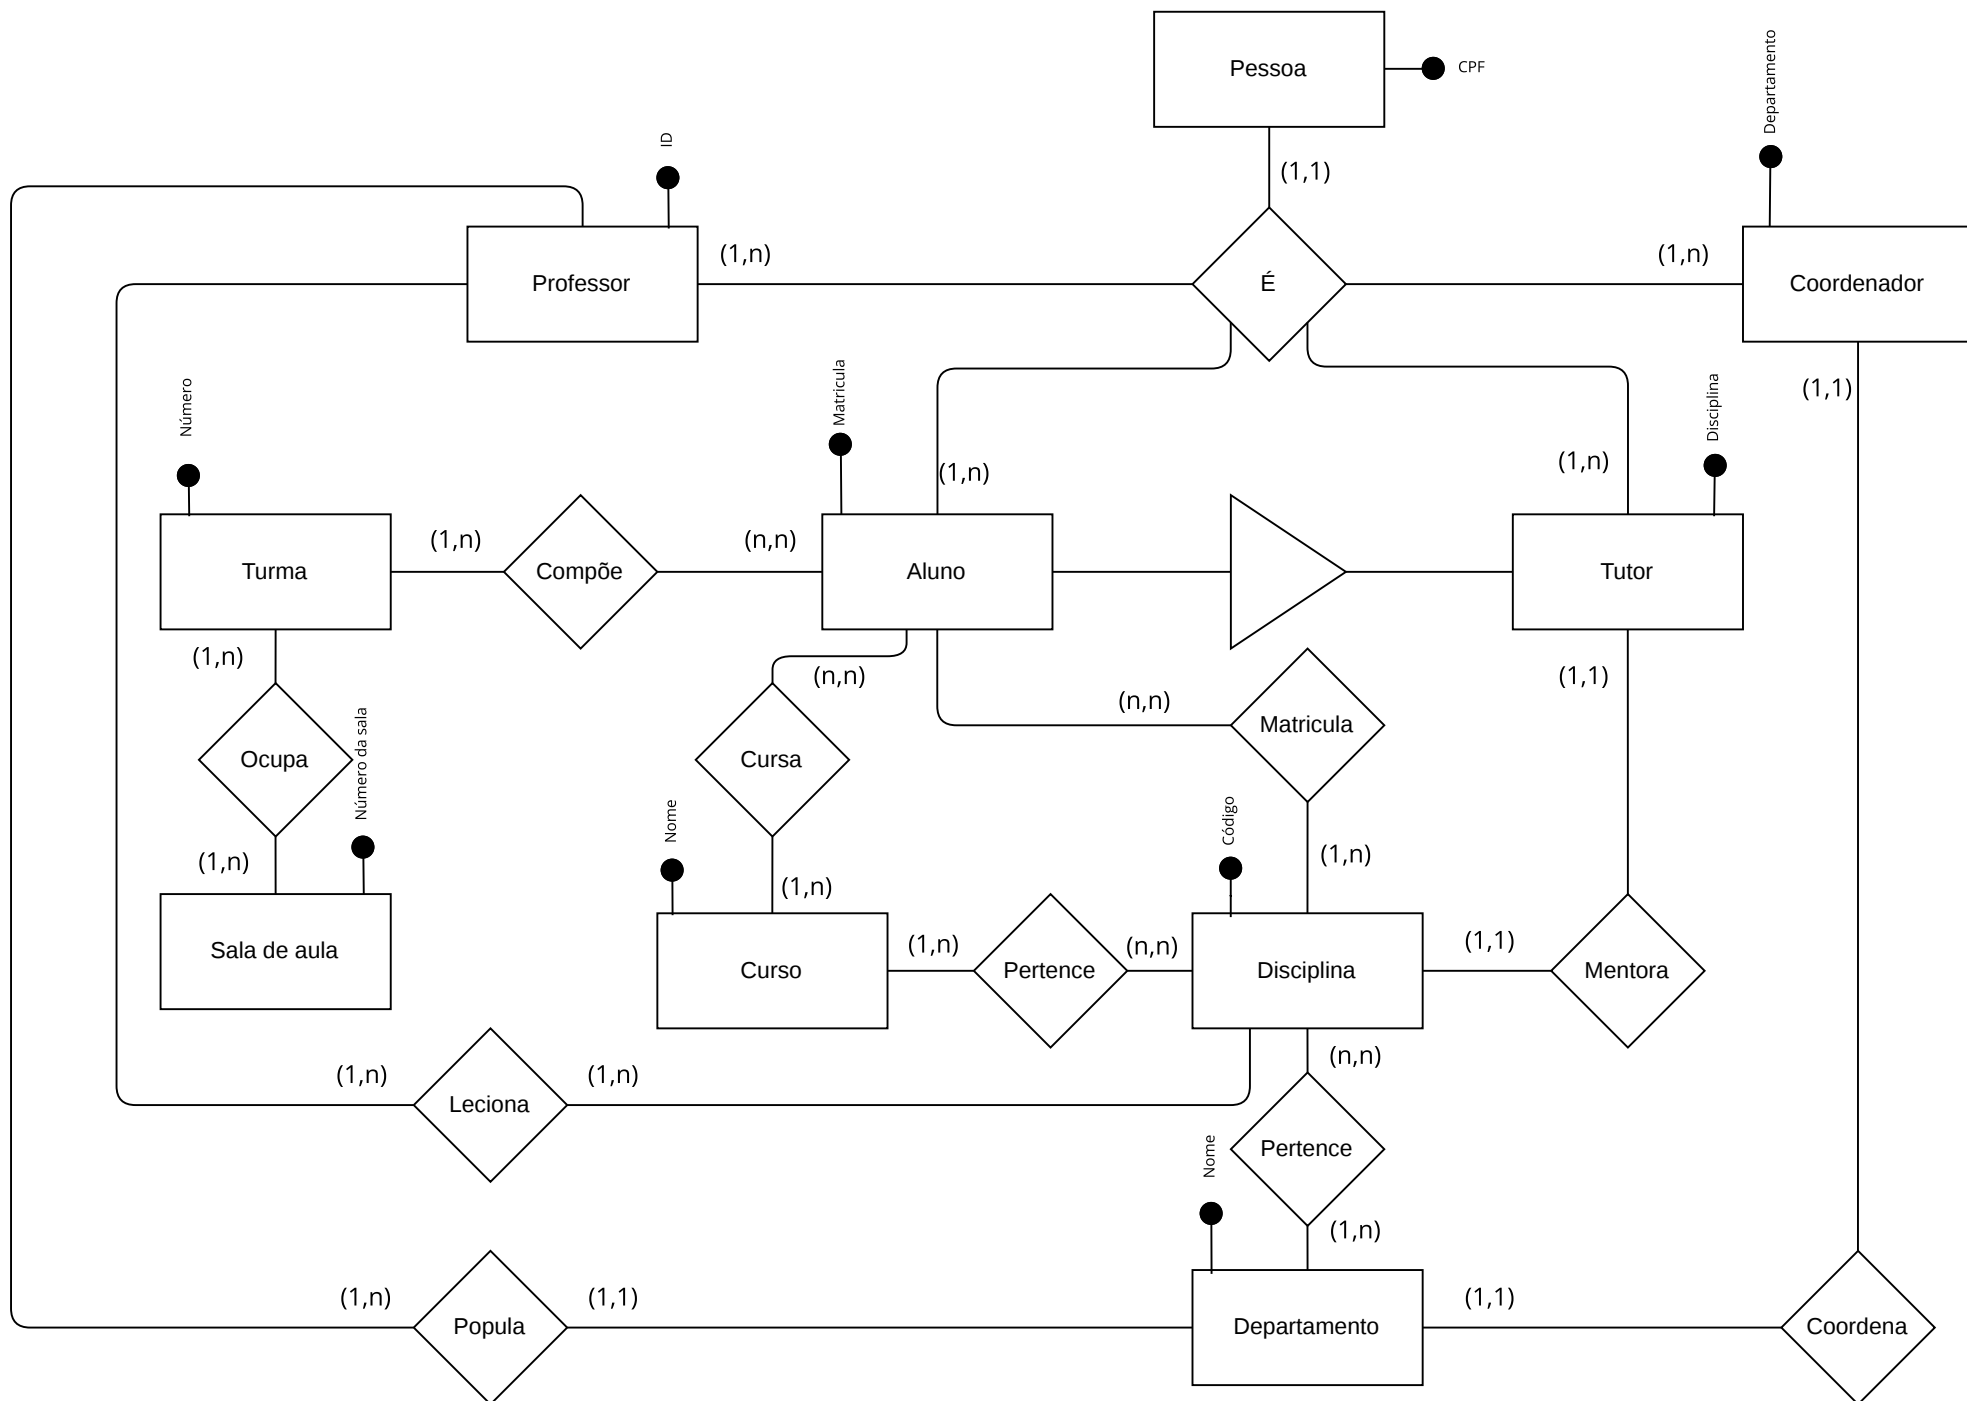 Pessoa
CPF
Departamento
(1,1)
ID
Professor
(1,n)
É
(1,n)
Coordenador
(1,1)
Número
Matricula
(1,n)
(1,n)
Disciplina
Turma
(1,n)
Compõe
(n,n)
Aluno
Tutor
(1,n)
(n,n)
(n,n)
Matricula
(1,1)
Ocupa
Número da sala
Cursa
(1,n)
Nome
(1,n)
Código
(1,n)
Sala de aula
Curso
(1,n)
Pertence
(n,n)
Disciplina
(1,1)
Mentora
(1,n)
Leciona
(1,n)
(n,n)
Pertence
Nome
(1,n)
(1,n)
Popula
(1,1)
Departamento
(1,1)
Coordena